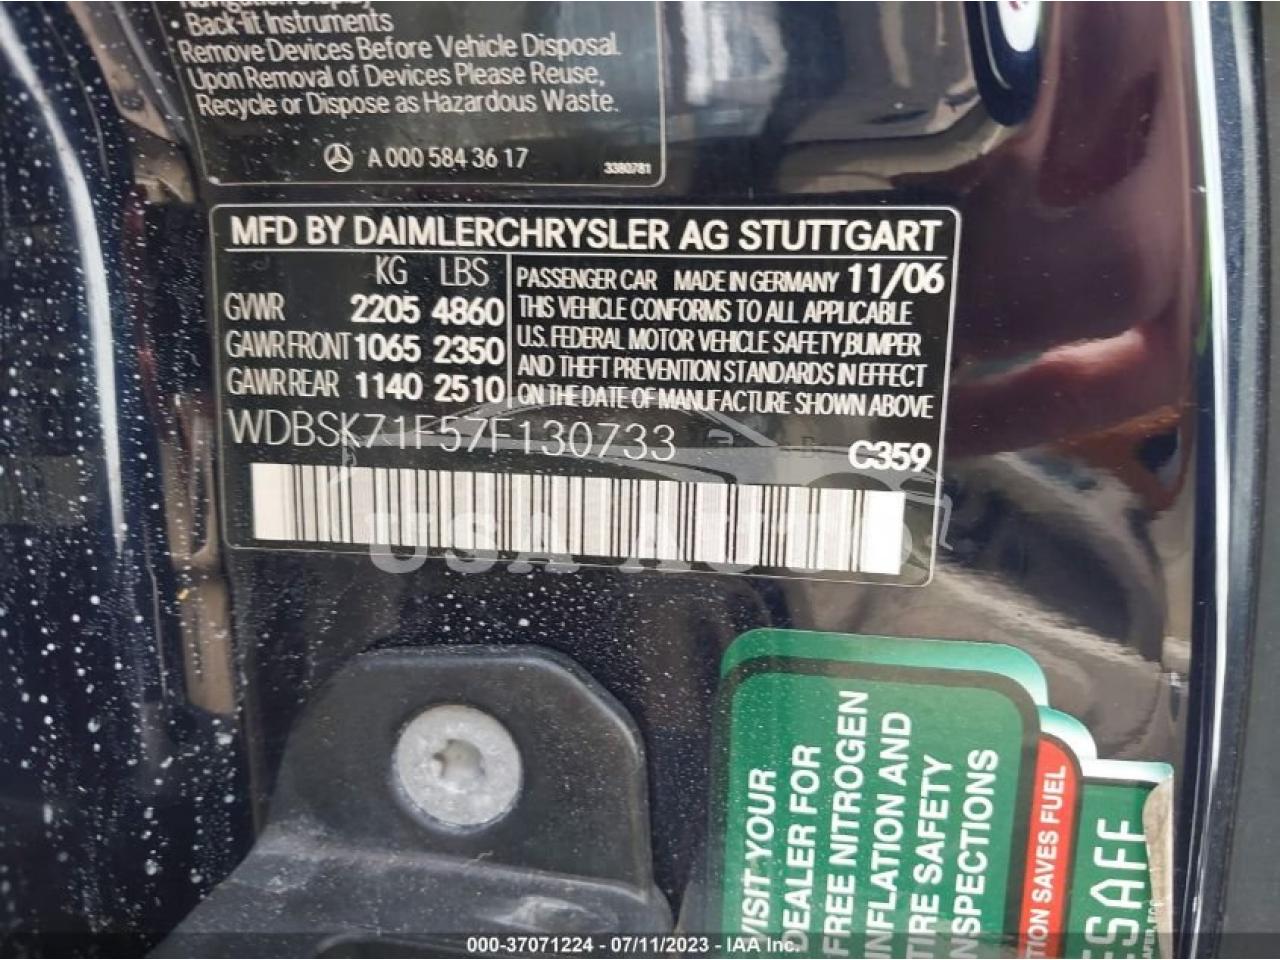 · Back-lit Instruments
Remove Devices Before Vehicle Disposal.
Upon Removal of Devices Please Reuse,
Recycle or Dispose as Hazardous Waste.
A 000 584 36 17 3380781
MFD BY DAIMLERCHRYSLER AG STUTTGART
KG LBS
GVWR 2205 4860
GAWR FRONT 1065 2350
GAWR REAR 1140 2510
PASSENGER CAR MADE IN GERMANY 11/06
THIS VEHICLE CONFORMS TO ALL APPLICABLE
U.S. FEDERAL MOTOR VEHICLE SAFETY,BUMPER
AND THEFT PREVENTION STANDARDS IN EFFECT
ON THE DATE OF MANUFACTURE SHOWN ABOVE
WDBSK71F57F130733
C359
USA AUTO
VISIT YOUR
DEALER FOR
FREE NITROGEN
INFLATION AND
TIRE SAFETY
INSPECTIONS
SAVES FUEL
ESAFF
000-37071224 - 07/11/2023 - IAA Inc.